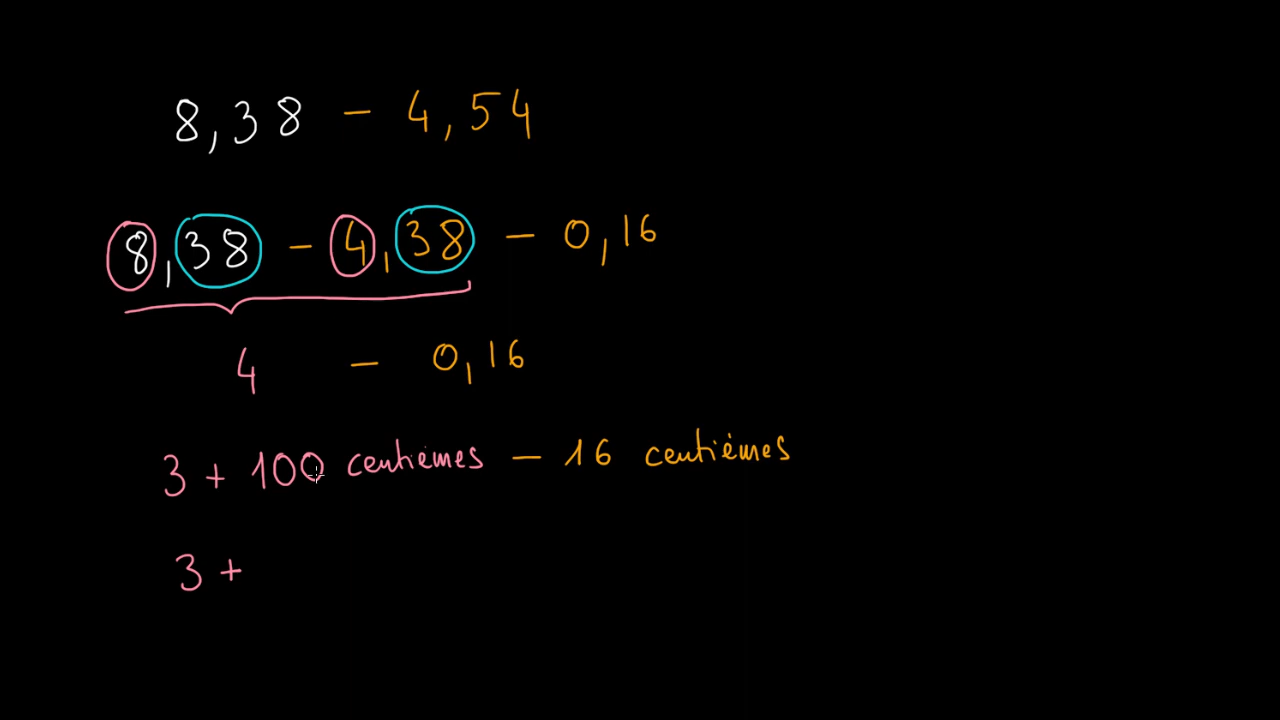 8,38 - 4,54
8,38 - 4,38 - 0,16
4 - 0,16
3 + 100 centièmes - 16 centièmes
3 +